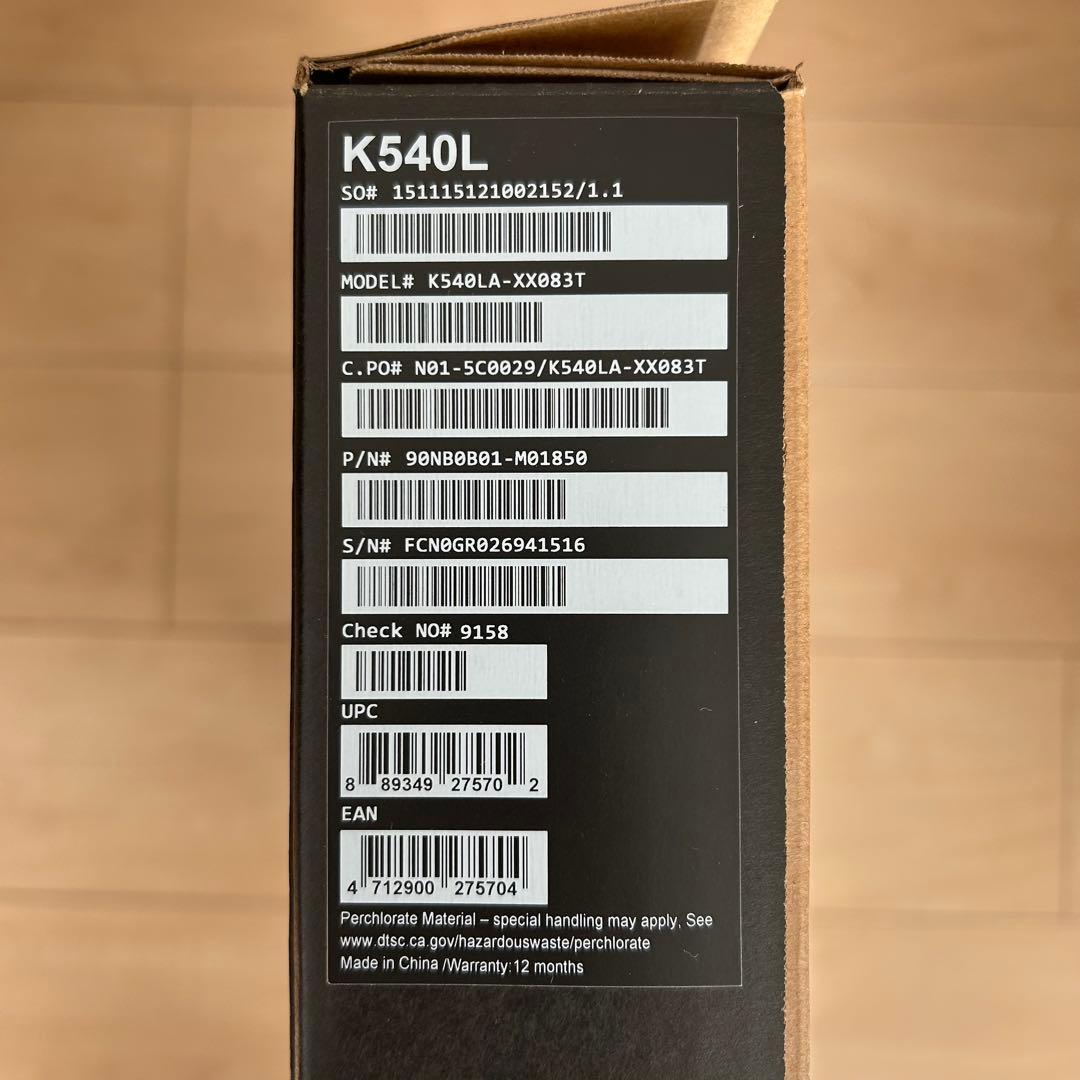 K540L
SO# 151115121002152/1.1
MODEL# K540LA-XX083T
C.PO# N01-5C0029/K540LA-XX083T
P/N# 90NB0B01-M01850
S/N# FCN0GR026941516
Check NO# 9158
UPC
8 89349 27570 2
EAN
4 712900 275704
Perchlorate Material – special handling may apply. See
www.dtsc.ca.gov/hazardouswaste/perchlorate
Made in China /Warranty:12 months